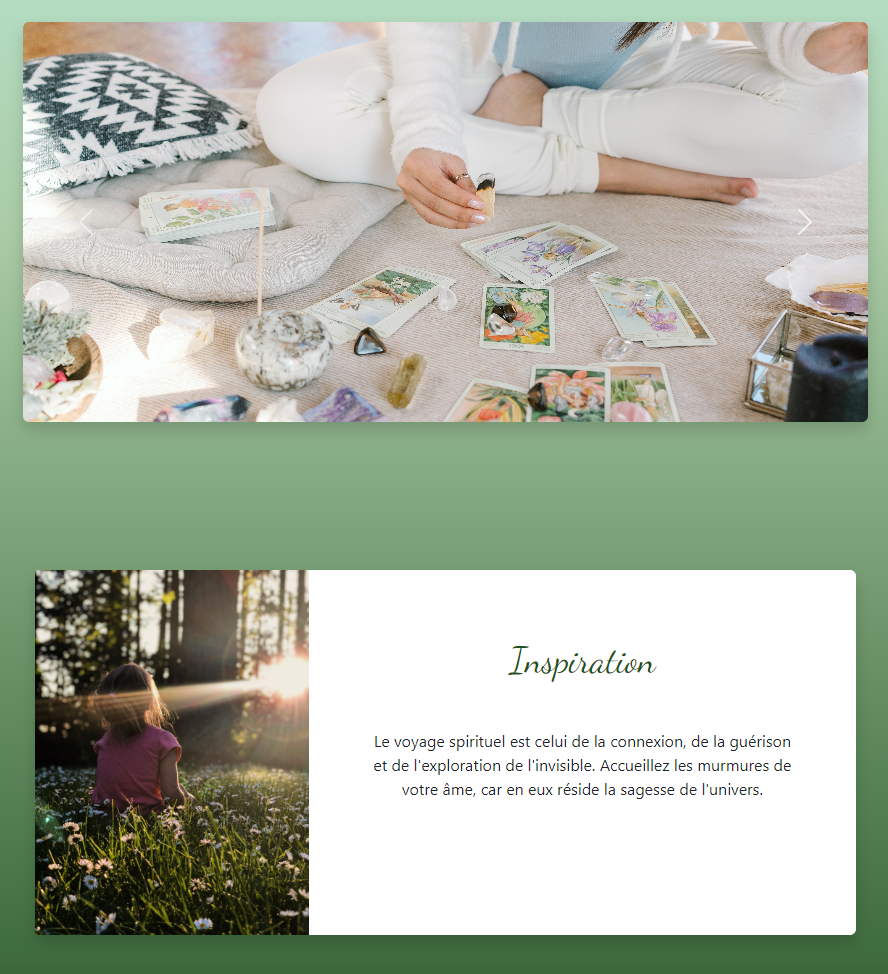 Inspiration
Le voyage spirituel est celui de la connexion, de la guérison
et de l'exploration de l'invisible. Accueillez les murmures de
votre âme, car en eux réside la sagesse de l'univers.